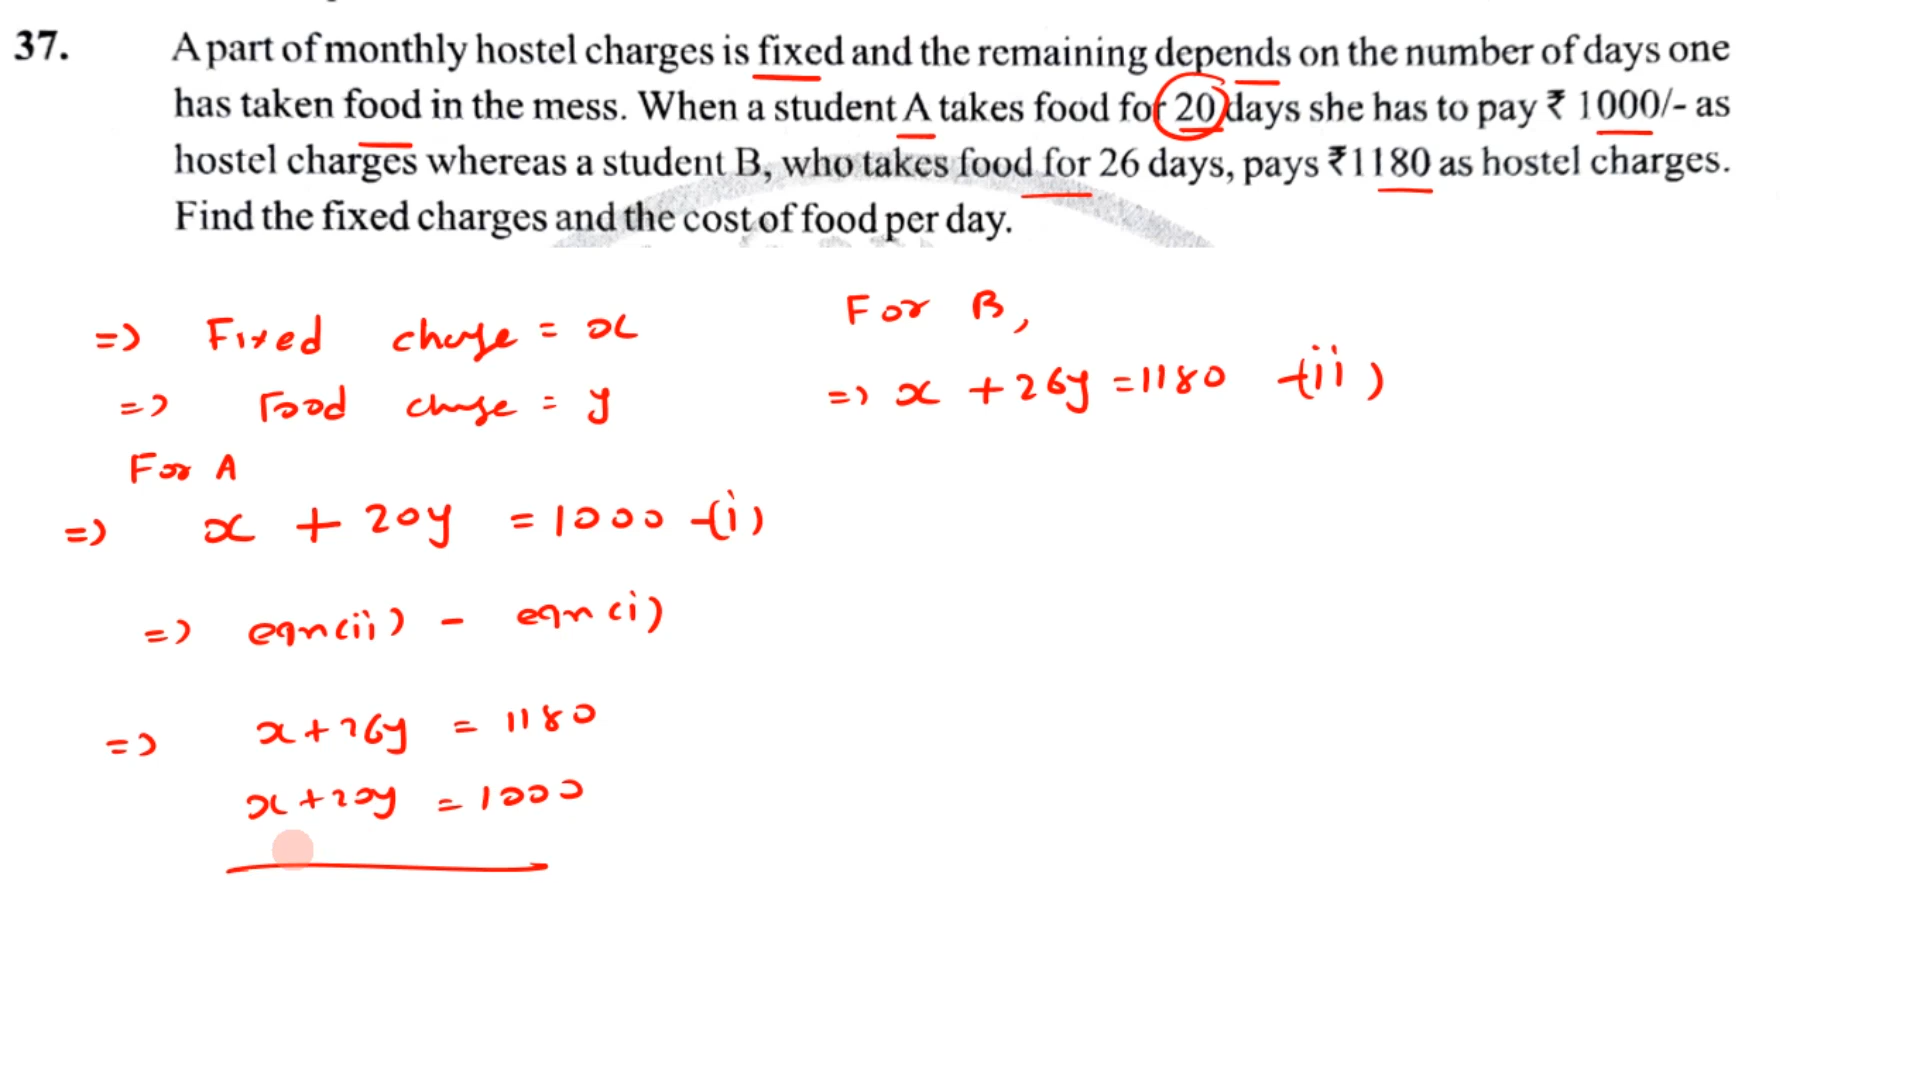 37. A part of monthly hostel charges is fixed and the remaining depends on the number of days one
has taken food in the mess. When a student A takes food for 20 days she has to pay ₹ 1000/- as
hostel charges whereas a student B, who takes food for 26 days, pays ₹1180 as hostel charges.
Find the fixed charges and the cost of food per day.
=> Fixed charge = x
=> Food charge = y
For A
=> x + 20y = 1000 -(i)
For B,
=> x + 26y = 1180 -(ii)
=> eqn(ii) - eqn(i)
=> x+26y = 1180
x+20y = 1000